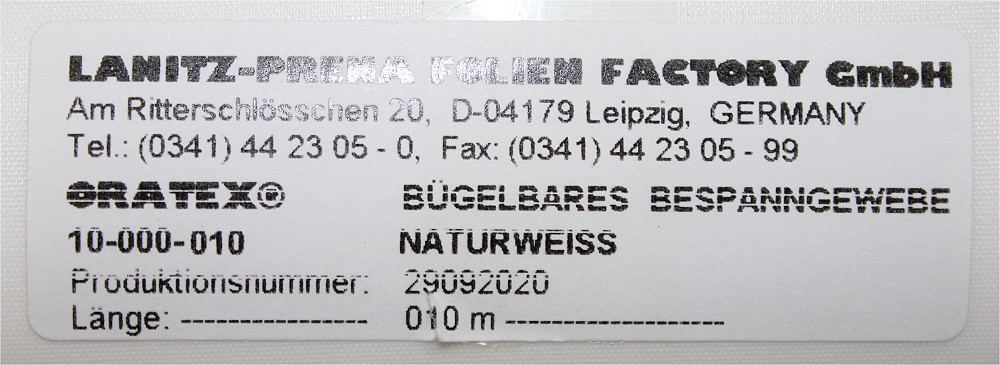 LANITZ-PRENA FOLIEN FACTORY GmbH
Am Ritterschlösschen 20, D-04179 Leipzig, GERMANY
Tel.: (0341) 44 23 05 - 0, Fax: (0341) 44 23 05 - 99
ORATEX® BÜGELBARES BESPANNGEWEBE
10-000-010 NATURWEISS
Produktionsnummer: 29092020
Länge: ----------------- 010 m --------------------